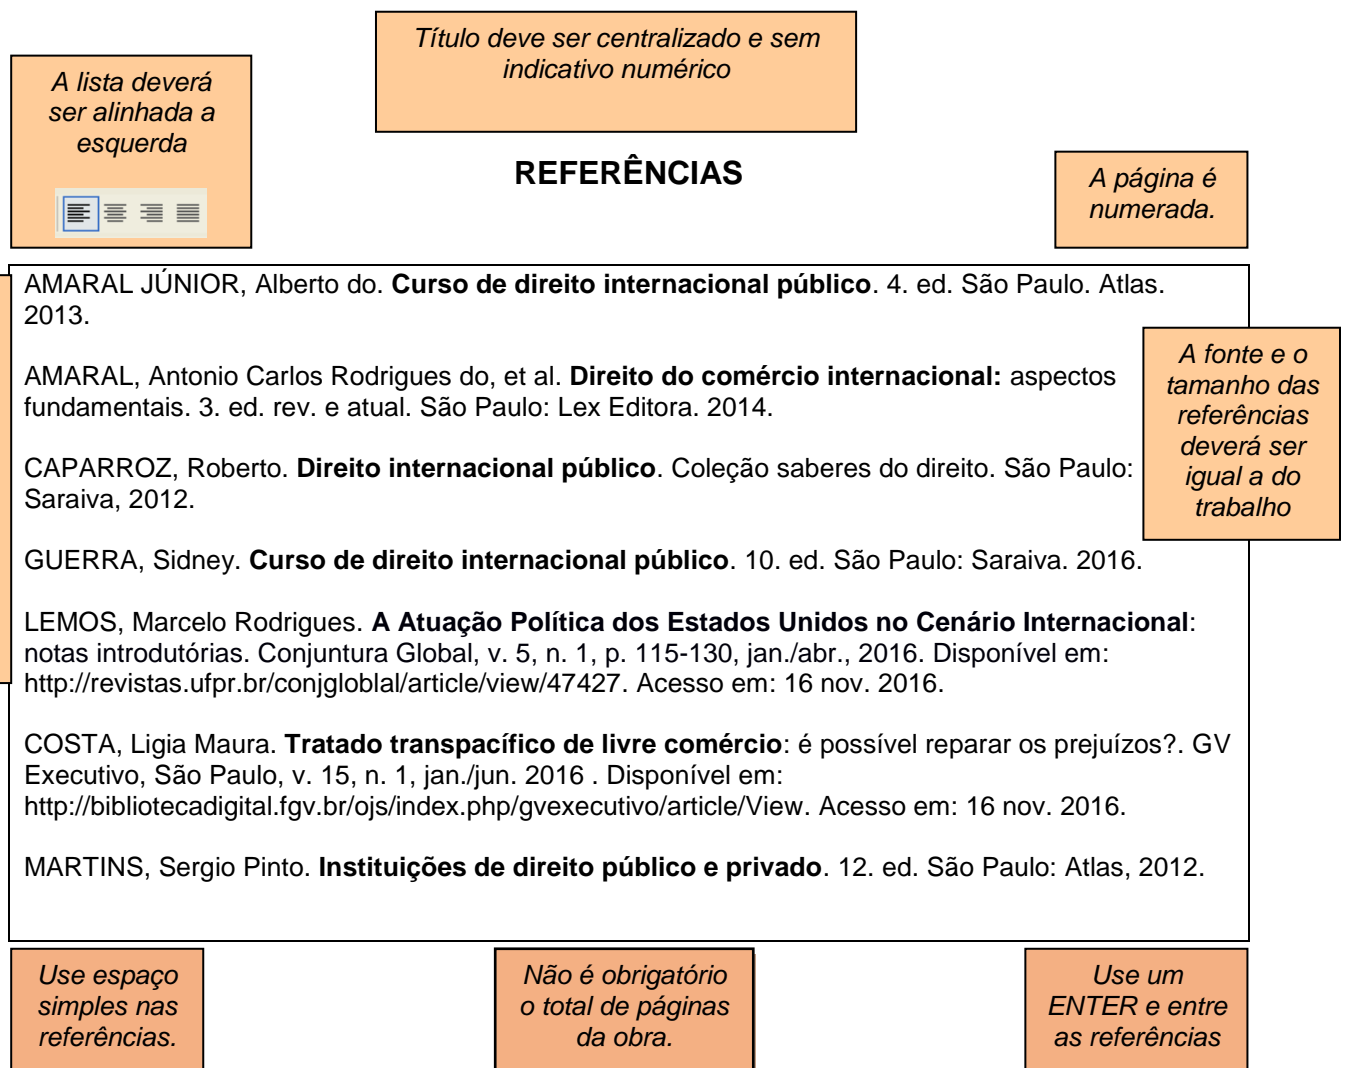 Título deve ser centralizado e sem
indicativo numérico
A lista deverá
ser alinhada a
esquerda
REFERÊNCIAS
A página é
numerada.
AMARAL JÚNIOR, Alberto do. Curso de direito internacional público. 4. ed. São Paulo. Atlas.
2013.
AMARAL, Antonio Carlos Rodrigues do, et al. Direito do comércio internacional: aspectos
fundamentais. 3. ed. rev. e atual. São Paulo: Lex Editora. 2014.
CAPARROZ, Roberto. Direito internacional público. Coleção saberes do direito. São Paulo:
Saraiva, 2012.
GUERRA, Sidney. Curso de direito internacional público. 10. ed. São Paulo: Saraiva. 2016.
LEMOS, Marcelo Rodrigues. A Atuação Política dos Estados Unidos no Cenário Internacional:
notas introdutórias. Conjuntura Global, v. 5, n. 1, p. 115-130, jan./abr., 2016. Disponível em:
http://revistas.ufpr.br/conjgloblal/article/view/47427. Acesso em: 16 nov. 2016.
COSTA, Ligia Maura. Tratado transpacífico de livre comércio: é possível reparar os prejuízos?. GV
Executivo, São Paulo, v. 15, n. 1, jan./jun. 2016 . Disponível em:
http://bibliotecadigital.fgv.br/ojs/index.php/gvexecutivo/article/View. Acesso em: 16 nov. 2016.
MARTINS, Sergio Pinto. Instituições de direito público e privado. 12. ed. São Paulo: Atlas, 2012.
A fonte e o
tamanho das
referências
deverá ser
igual a do
trabalho
Use espaço
simples nas
referências.
Não é obrigatório
o total de páginas
da obra.
Use um
ENTER e entre
as referências